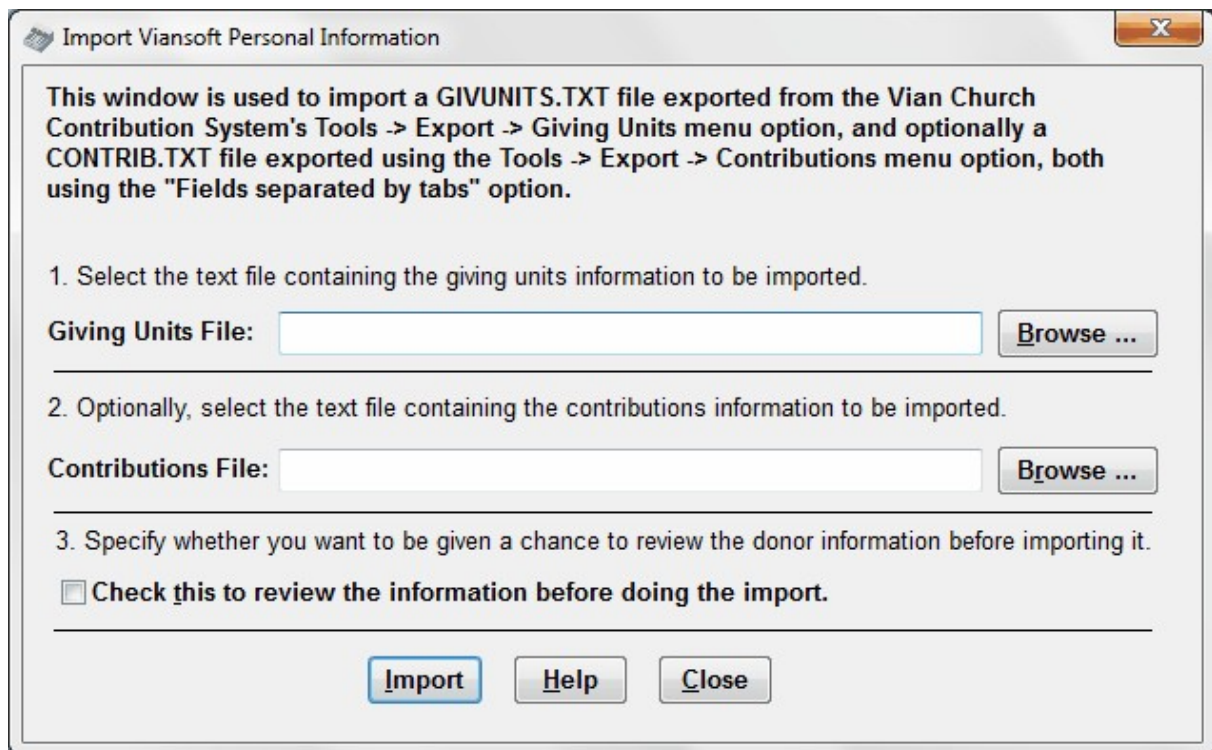 Import Viansoft Personal Information
This window is used to import a GIVUNITS.TXT file exported from the Vian Church
Contribution System's Tools -> Export -> Giving Units menu option, and optionally a
CONTRIB.TXT file exported using the Tools -> Export -> Contributions menu option, both
using the "Fields separated by tabs" option.
1. Select the text file containing the giving units information to be imported.
Giving Units File: Browse ...
2. Optionally, select the text file containing the contributions information to be imported.
Contributions File: Browse ...
3. Specify whether you want to be given a chance to review the donor information before importing it.
Check this to review the information before doing the import.
Import Help Close